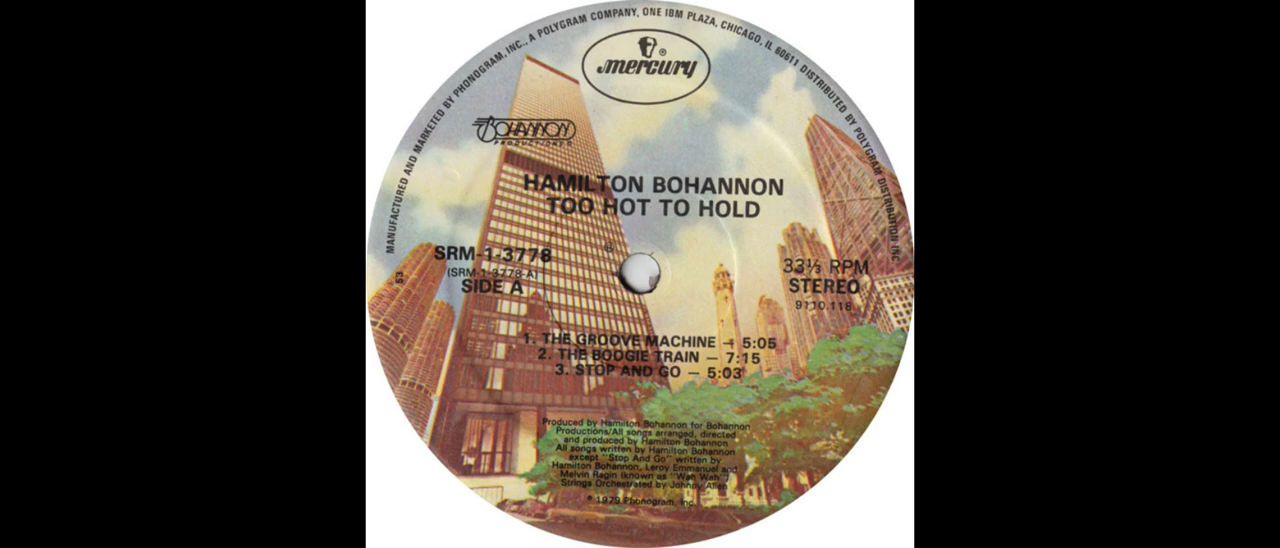 MANUFACTURED AND MARKETED BY PHONOGRAM, INC., A POLYGRAM COMPANY, ONE IBM PLAZA, CHICAGO, IL 60611 DISTRIBUTED BY POLYGRAM DISTRIBUTION INC
®
mercury
BOHANNON
PRODUCTIONS
HAMILTON BOHANNON
TOO HOT TO HOLD
℗
SRM-1-3778
(SRM-1-3778-A)
SIDE A
53
33⅓ RPM
STEREO
9110.118
1. THE GROOVE MACHINE — 5:05
2. THE BOOGIE TRAIN — 7:15
3. STOP AND GO — 5:03
Produced by Hamilton Bohannon for Bohannon
Productions/All songs arranged, directed
and produced by Hamilton Bohannon
All songs written by Hamilton Bohannon
except "Stop And Go" written by
Hamilton Bohannon, Leroy Emmanuel and
Melvin Ragin (known as "Wah Wah")
Strings Orchestrated by Johnny Allen
℗ 1979 Phonogram, Inc.